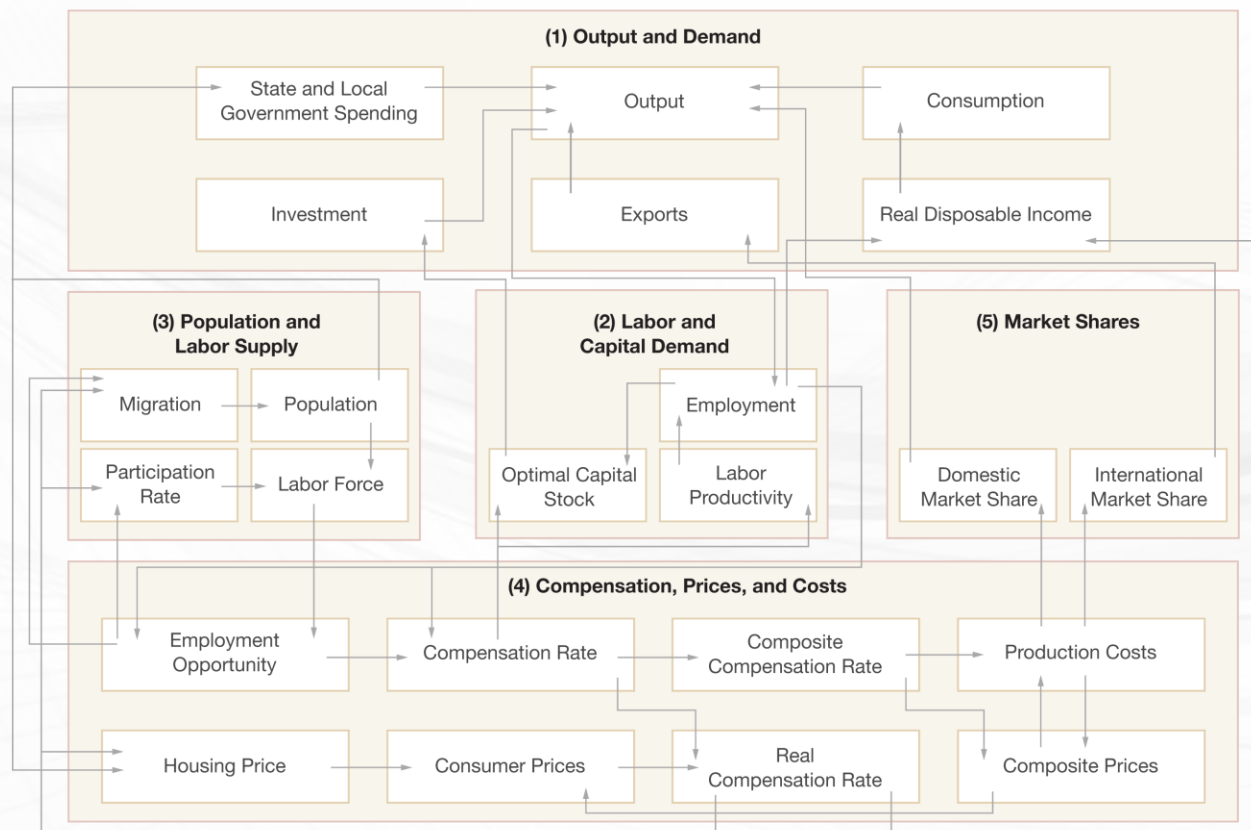 (1) Output and Demand
State and Local
Government Spending
Output
Consumption
Investment
Exports
Real Disposable Income
(3) Population and
Labor Supply
Migration
Population
Participation
Rate
Labor Force
(2) Labor and
Capital Demand
Employment
Optimal Capital
Stock
Labor
Productivity
(5) Market Shares
Domestic
Market Share
International
Market Share
(4) Compensation, Prices, and Costs
Employment
Opportunity
Compensation Rate
Composite
Compensation Rate
Production Costs
Housing Price
Consumer Prices
Real
Compensation Rate
Composite Prices